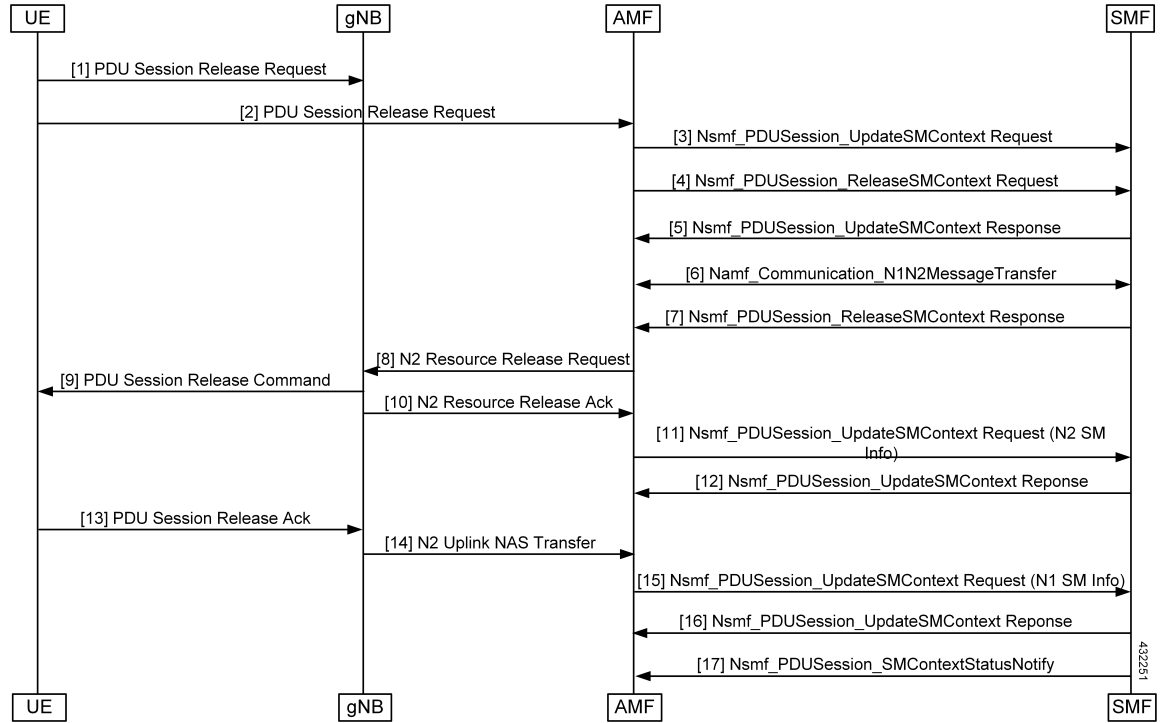 UE
gNB
AMF
SMF
[1] PDU Session Release Request
[2] PDU Session Release Request
[3] Nsmf_PDUSession_UpdateSMContext Request
[4] Nsmf_PDUSession_ReleaseSMContext Request
[5] Nsmf_PDUSession_UpdateSMContext Response
[6] Namf_Communication_N1N2MessageTransfer
[7] Nsmf_PDUSession_ReleaseSMContext Response
[8] N2 Resource Release Request
[9] PDU Session Release Command
[10] N2 Resource Release Ack
[11] Nsmf_PDUSession_UpdateSMContext Request (N2 SM
Info)
[12] Nsmf_PDUSession_UpdateSMContext Reponse
[13] PDU Session Release Ack
[14] N2 Uplink NAS Transfer
[15] Nsmf_PDUSession_UpdateSMContext Request (N1 SM Info)
[16] Nsmf_PDUSession_UpdateSMContext Reponse
[17] Nsmf_PDUSession_SMContextStatusNotify
432251
UE
gNB
AMF
SMF